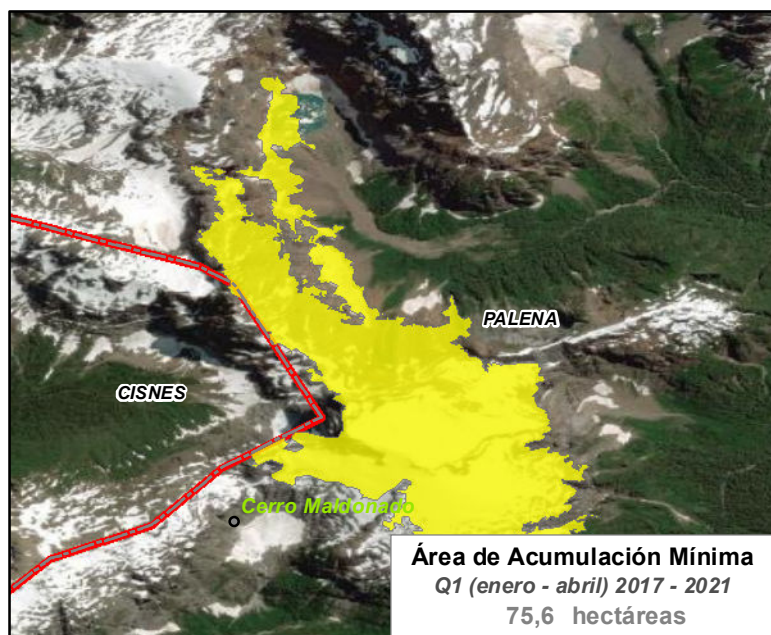 PALENA
CISNES
Cerro Maldonado
Área de Acumulación Mínima
Q1 (enero - abril) 2017 - 2021
75,6 hectáreas